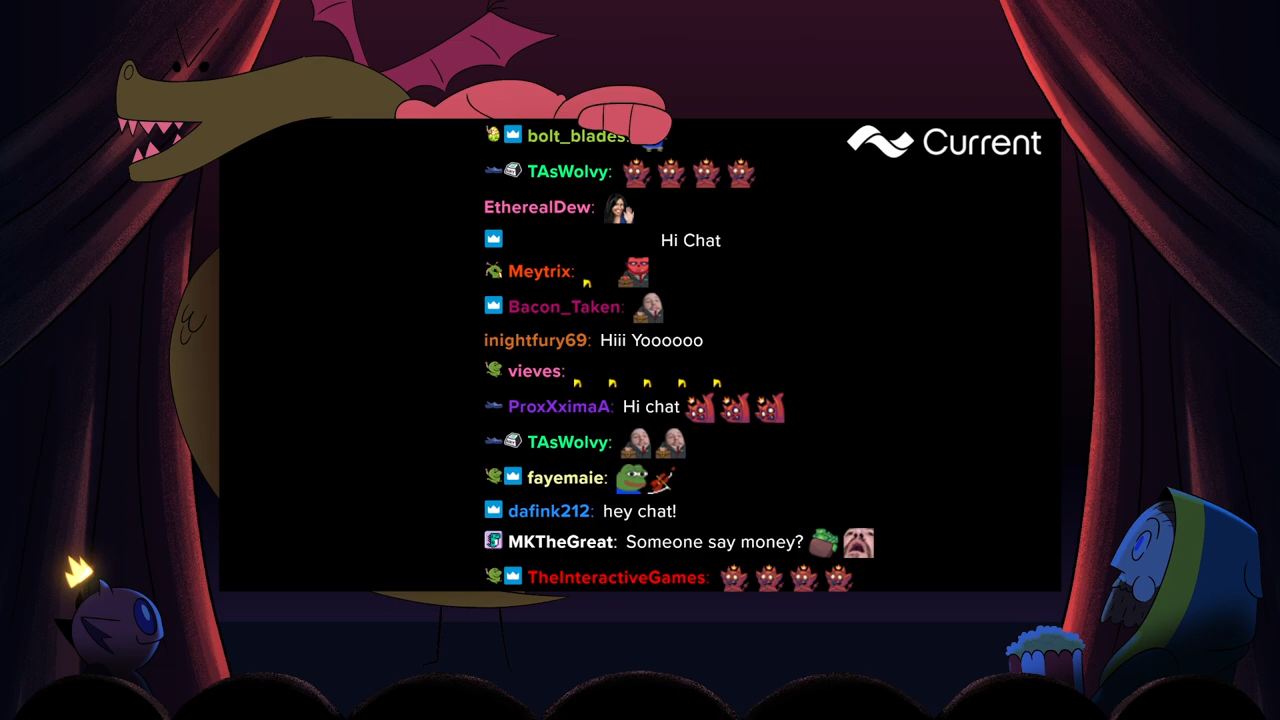 bolt_blades:
Current
TAsWolvy:
EtherealDew:
Hi Chat
Meytrix:
Bacon_Taken:
inightfury69: Hiii Yoooooo
vieves:
ProxXximaA: Hi chat
TAsWolvy:
fayemaie:
dafink212: hey chat!
MKTheGreat: Someone say money?
TheInteractiveGames: